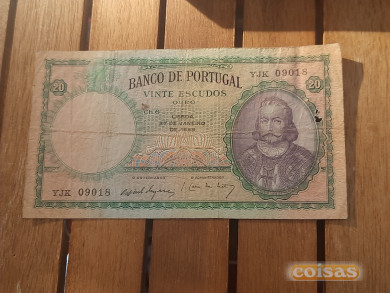 20
BANCO DE PORTUGAL
YJK 09018
20
VINTE ESCUDOS
OURO
LISBOA
27 DE JANEIRO
YJK 09018
coisas